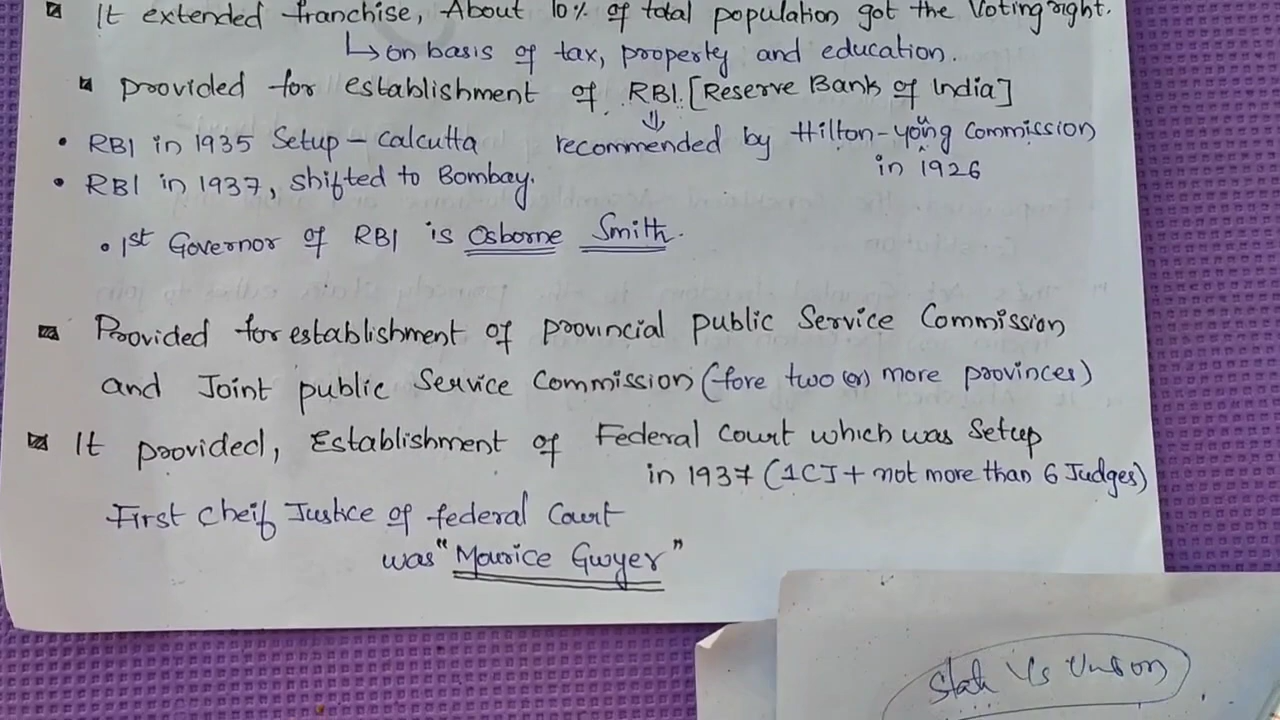 It extended franchise, About 10% of total population got the Voting right.
↳ on basis of tax, property and education.
provided for establishment of RBI. [Reserve Bank of India]
• RBI in 1935 Setup - Calcutta
recommended by Hilton-young Commission
in 1926
• RBI in 1937, shifted to Bombay.
• 1st Governor of RBI is Osborne Smith.
Provided for establishment of provincial public Service Commission
and Joint public Service Commission (fore two (or) more provinces)
It provided, Establishment of Federal Court which was Setup
in 1937 (1CJ + not more than 6 Judges)
First Cheif Justice of federal Court
was "Maurice Gwyer"
State Vs Union